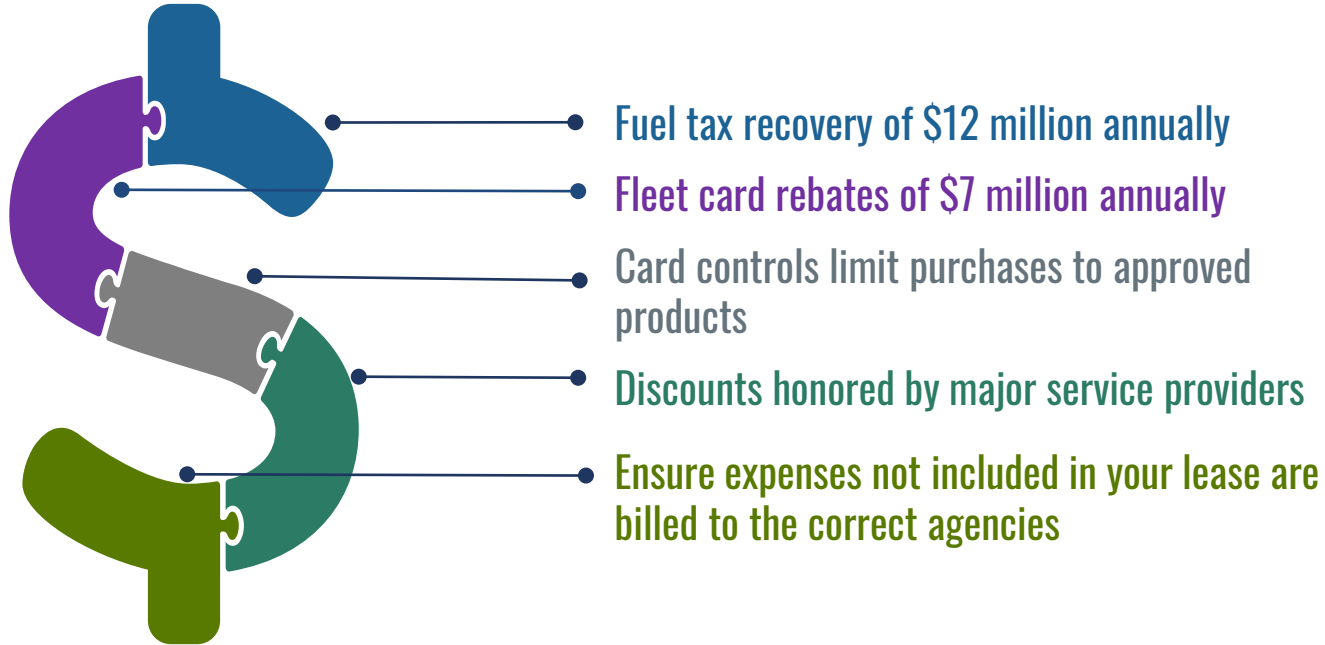 Fuel tax recovery of $12 million annually
Fleet card rebates of $7 million annually
Card controls limit purchases to approved
products
Discounts honored by major service providers
Ensure expenses not included in your lease are
billed to the correct agencies